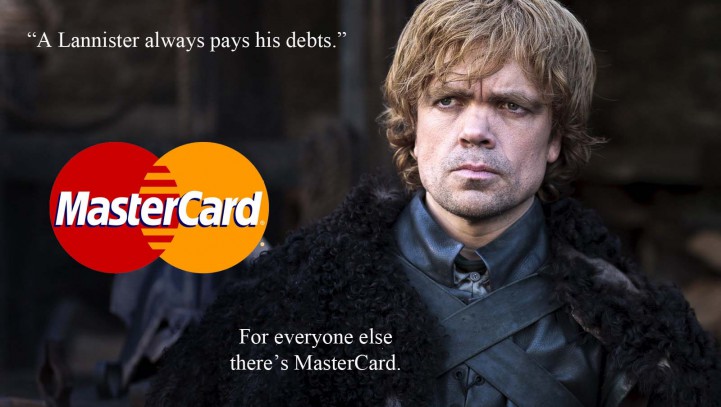 “A Lannister always pays his debts.”
MasterCard
For everyone else
there’s MasterCard.